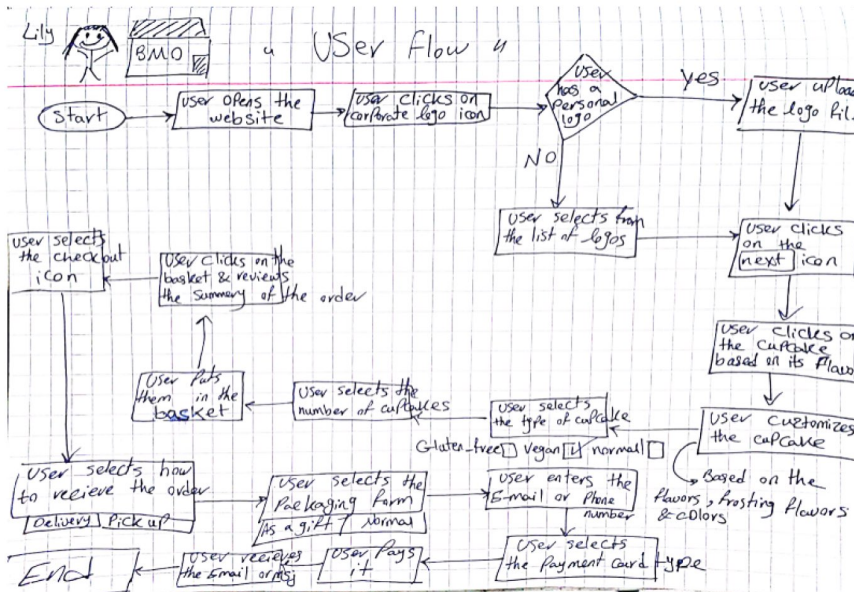 Lily
BMO
" User Flow "
Start
User opens the
website
User clicks on
corporate logo icon
User
has a
personal
logo
Yes
User uploa
the logo fil
NO
User selects from
the list of logos
User clicks
on the
next icon
User clicks o
the cupcake
based on its flavo
User customizes
the cupcake
Based on the
flavors, frosting flavors
& colors
User selects
the type of cupcake
Gluten_free Vegan normal
User selects the
number of cupcakes
User puts
them in the
basket
User clicks on the
basket & reviews
the summary of the order
User selects
the checkout
icon
User selects how
to recieve the order
Delivery Pick up
User selects the
Packaging form
As a gift normal
User enters the
E-mail or Phone
number
User selects
the Payment Card type
User Pays
it
User recieves
the Email or msj
End